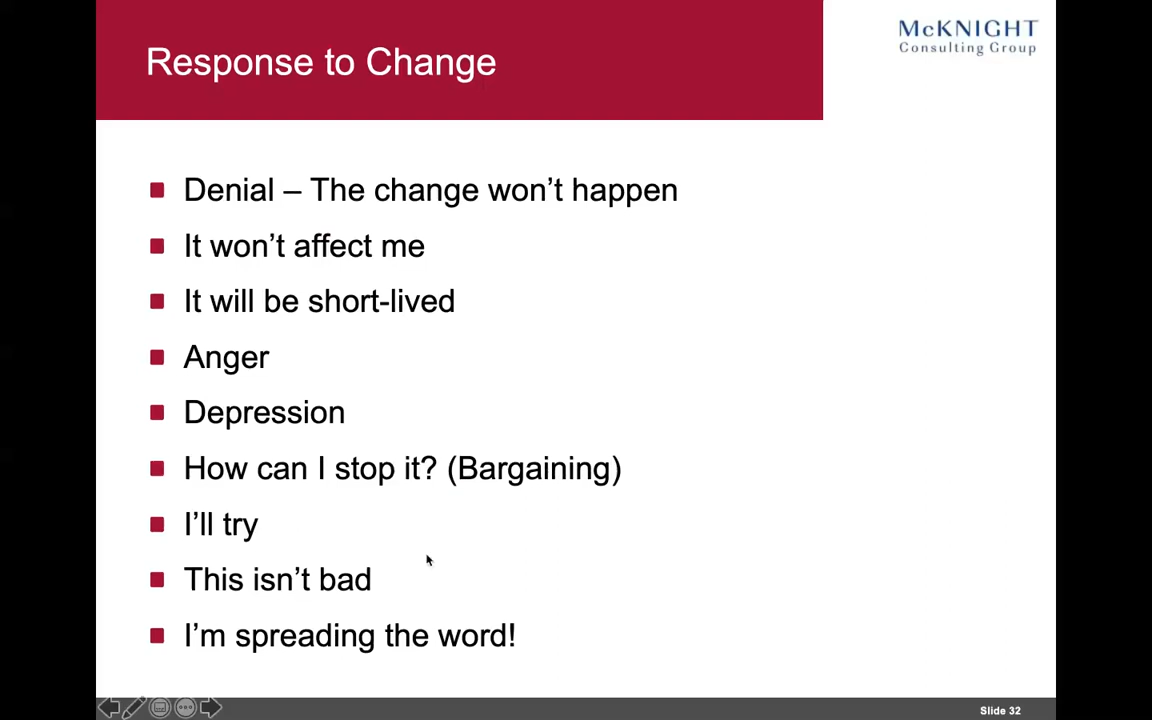 Response to Change
McKNIGHT
Consulting Group
Denial – The change won’t happen
It won’t affect me
It will be short-lived
Anger
Depression
How can I stop it? (Bargaining)
I’ll try
This isn’t bad
I’m spreading the word!
Slide 32